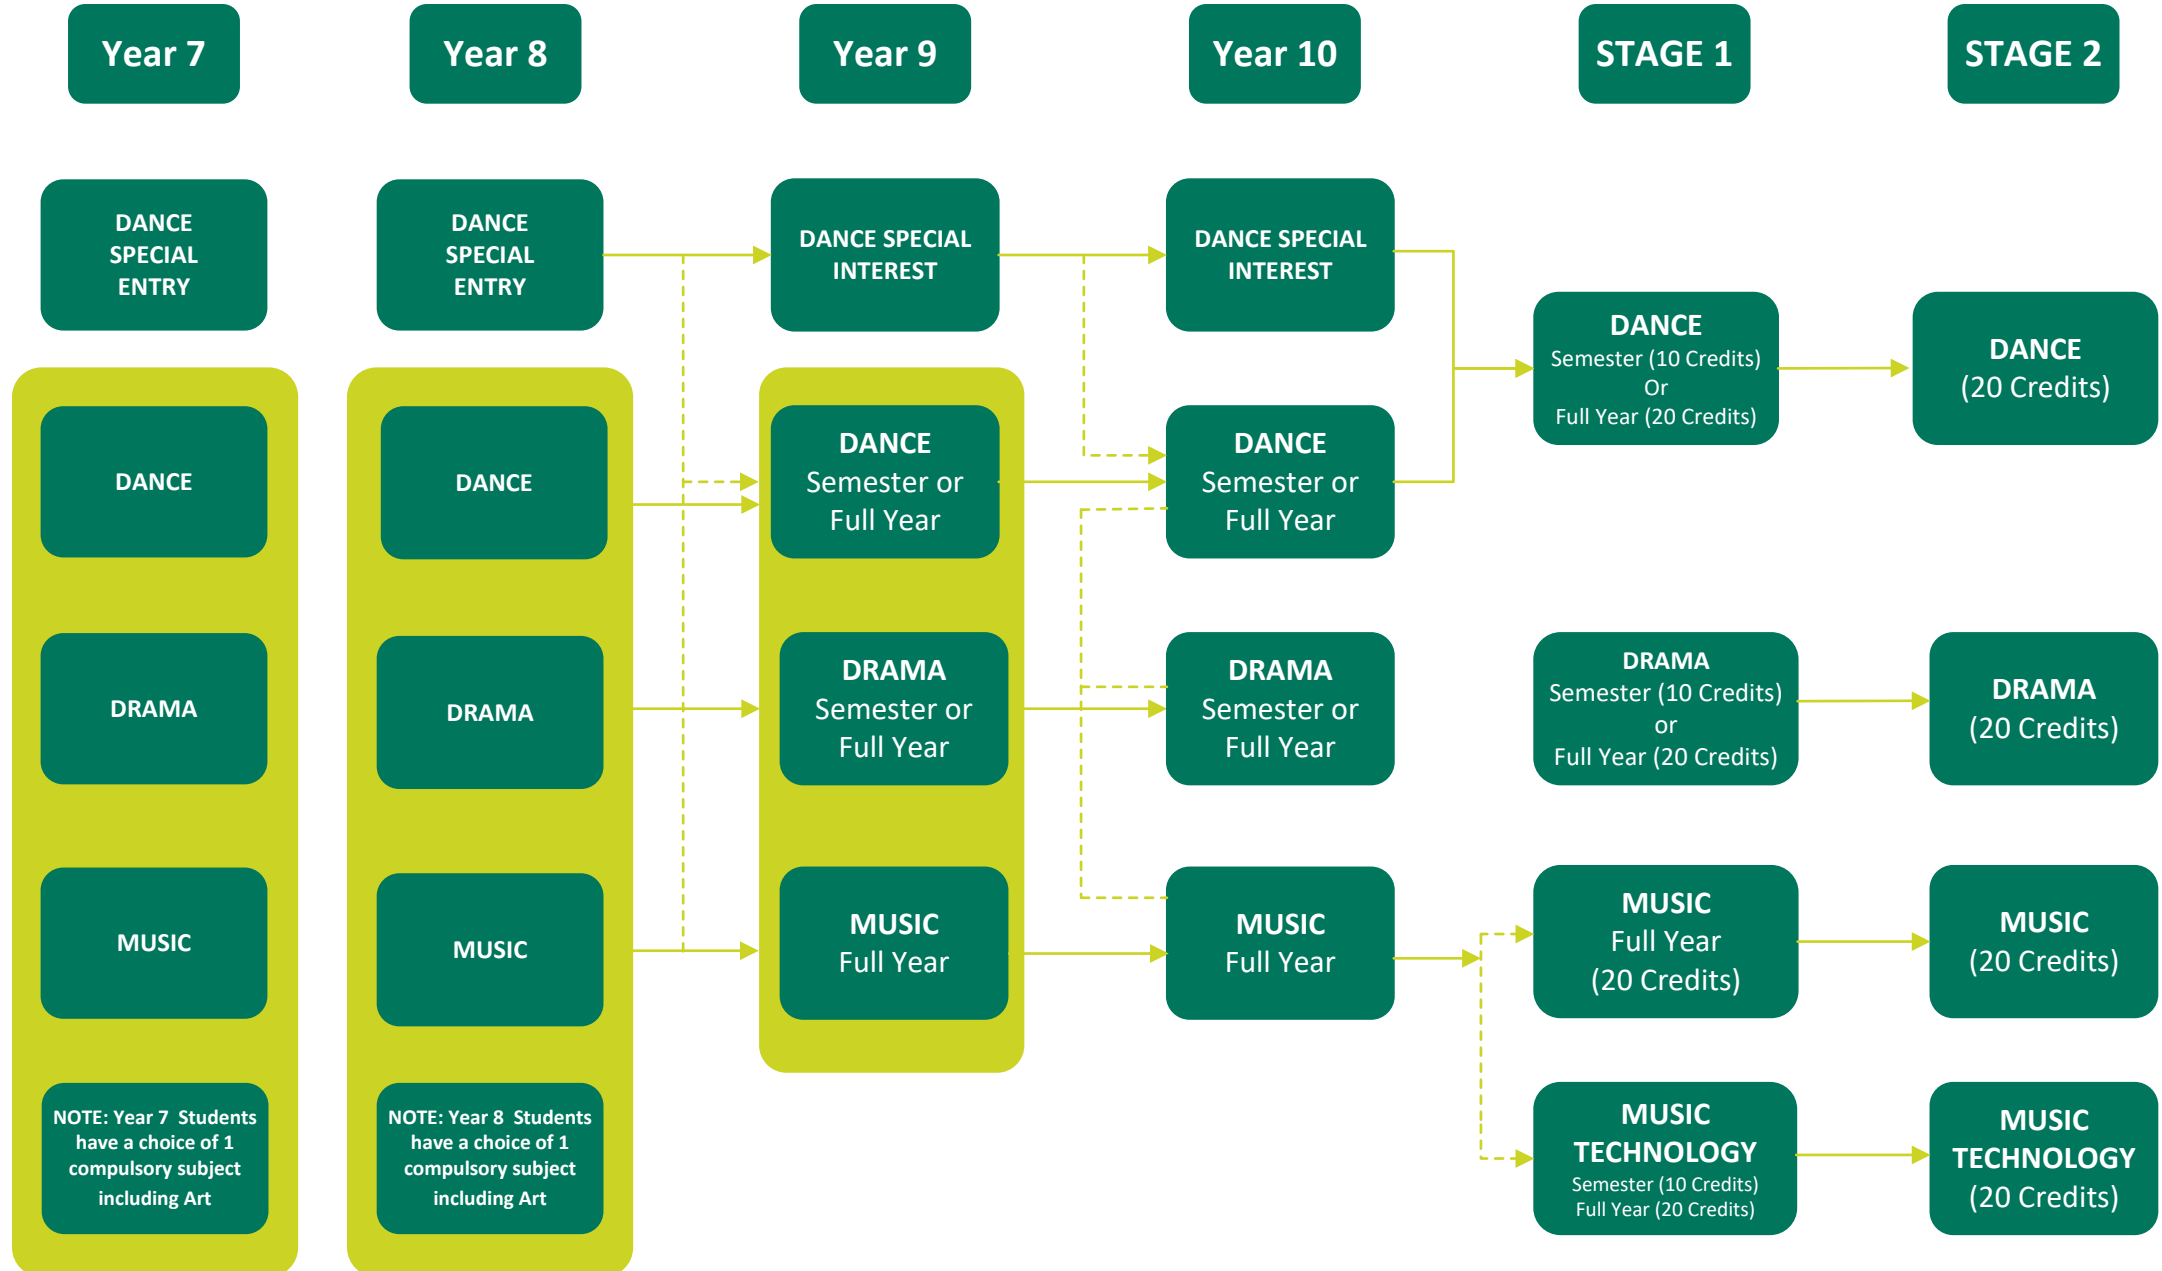 Year 7
Year 8
Year 9
Year 10
STAGE 1
STAGE 2
DANCE
SPECIAL
ENTRY
DANCE
SPECIAL
ENTRY
DANCE SPECIAL
INTEREST
DANCE SPECIAL
INTEREST
DANCE
Semester (10 Credits)
Or
Full Year (20 Credits)
DANCE
(20 Credits)
DANCE
DANCE
DANCE
Semester or
Full Year
DANCE
Semester or
Full Year
DRAMA
DRAMA
DRAMA
Semester or
Full Year
DRAMA
Semester or
Full Year
DRAMA
Semester (10 Credits)
or
Full Year (20 Credits)
DRAMA
(20 Credits)
MUSIC
MUSIC
MUSIC
Full Year
MUSIC
Full Year
MUSIC
Full Year
(20 Credits)
MUSIC
(20 Credits)
NOTE: Year 7 Students
have a choice of 1
compulsory subject
including Art
NOTE: Year 8 Students
have a choice of 1
compulsory subject
including Art
MUSIC
TECHNOLOGY
Semester (10 Credits)
Full Year (20 Credits)
MUSIC
TECHNOLOGY
(20 Credits)